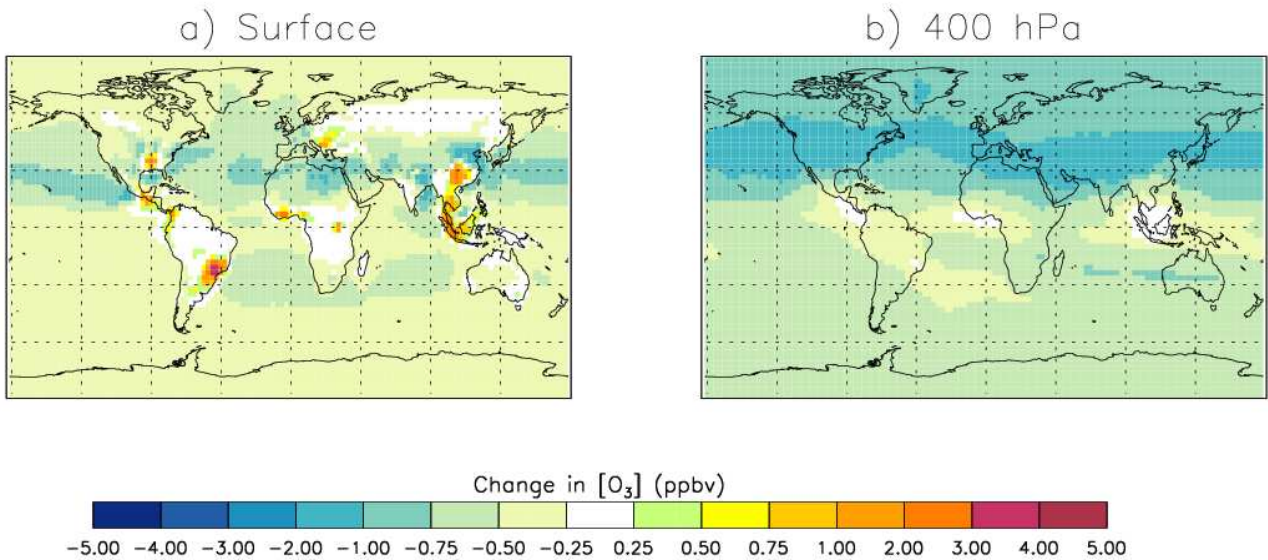 a) Surface
b) 400 hPa
Change in [O₃] (ppbv)
-5.00 -4.00 -3.00 -2.00 -1.00 -0.75 -0.50 -0.25 0.25 0.50 0.75 1.00 2.00 3.00 4.00 5.00